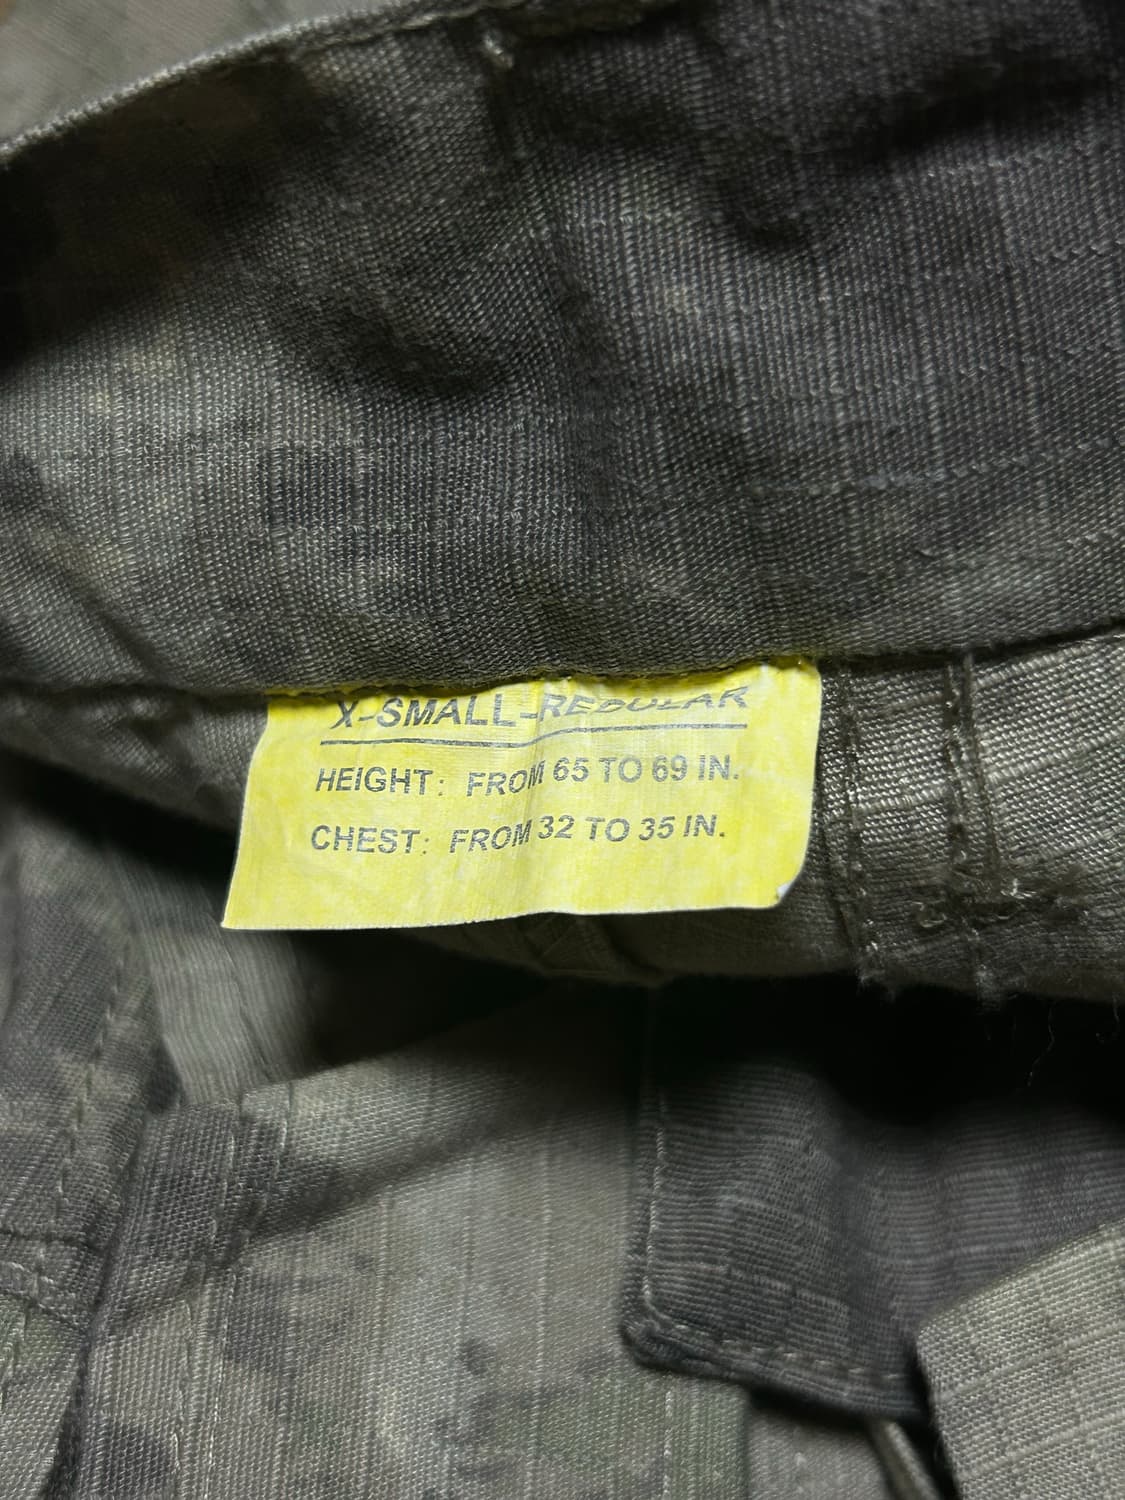 X-SMALL-REGULAR
HEIGHT: FROM 65 TO 69 IN.
CHEST: FROM 32 TO 35 IN.